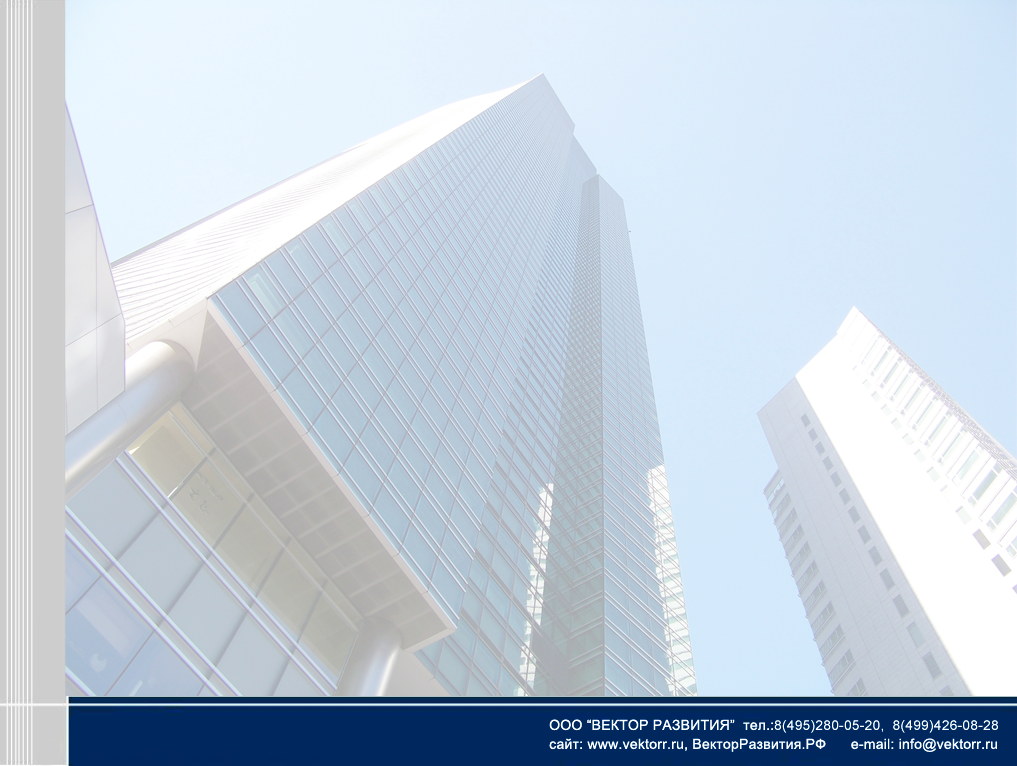 ООО “ВЕКТОР РАЗВИТИЯ” тел.:8(495)280-05-20, 8(499)426-08-28
сайт: www.vektorr.ru, ВекторРазвития.РФ e-mail: info@vektorr.ru